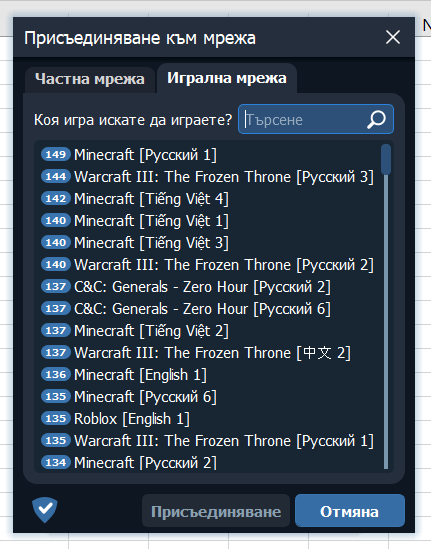 Присъединяване към мрежа
Частна мрежа
Игрална мрежа
Коя игра искате да играете?
Търсене
149 Minecraft [Русский 1]
144 Warcraft III: The Frozen Throne [Русский 3]
142 Minecraft [Tiếng Việt 4]
140 Minecraft [Tiếng Việt 1]
140 Minecraft [Tiếng Việt 3]
140 Warcraft III: The Frozen Throne [Русский 2]
137 C&C: Generals - Zero Hour [Русский 2]
137 C&C: Generals - Zero Hour [Русский 6]
137 Minecraft [Tiếng Việt 2]
137 Warcraft III: The Frozen Throne [中文 2]
136 Minecraft [English 1]
135 Minecraft [Русский 6]
135 Roblox [English 1]
135 Warcraft III: The Frozen Throne [Русский 1]
134 Minecraft [Русский 2]
Присъединяване
Отмяна